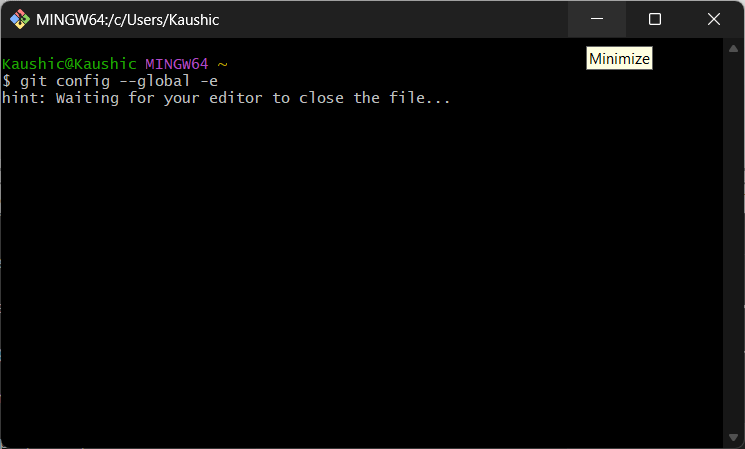 MINGW64:/c/Users/Kaushic
Minimize
Kaushic@Kaushic MINGW64 ~
$ git config --global -e
hint: Waiting for your editor to close the file...